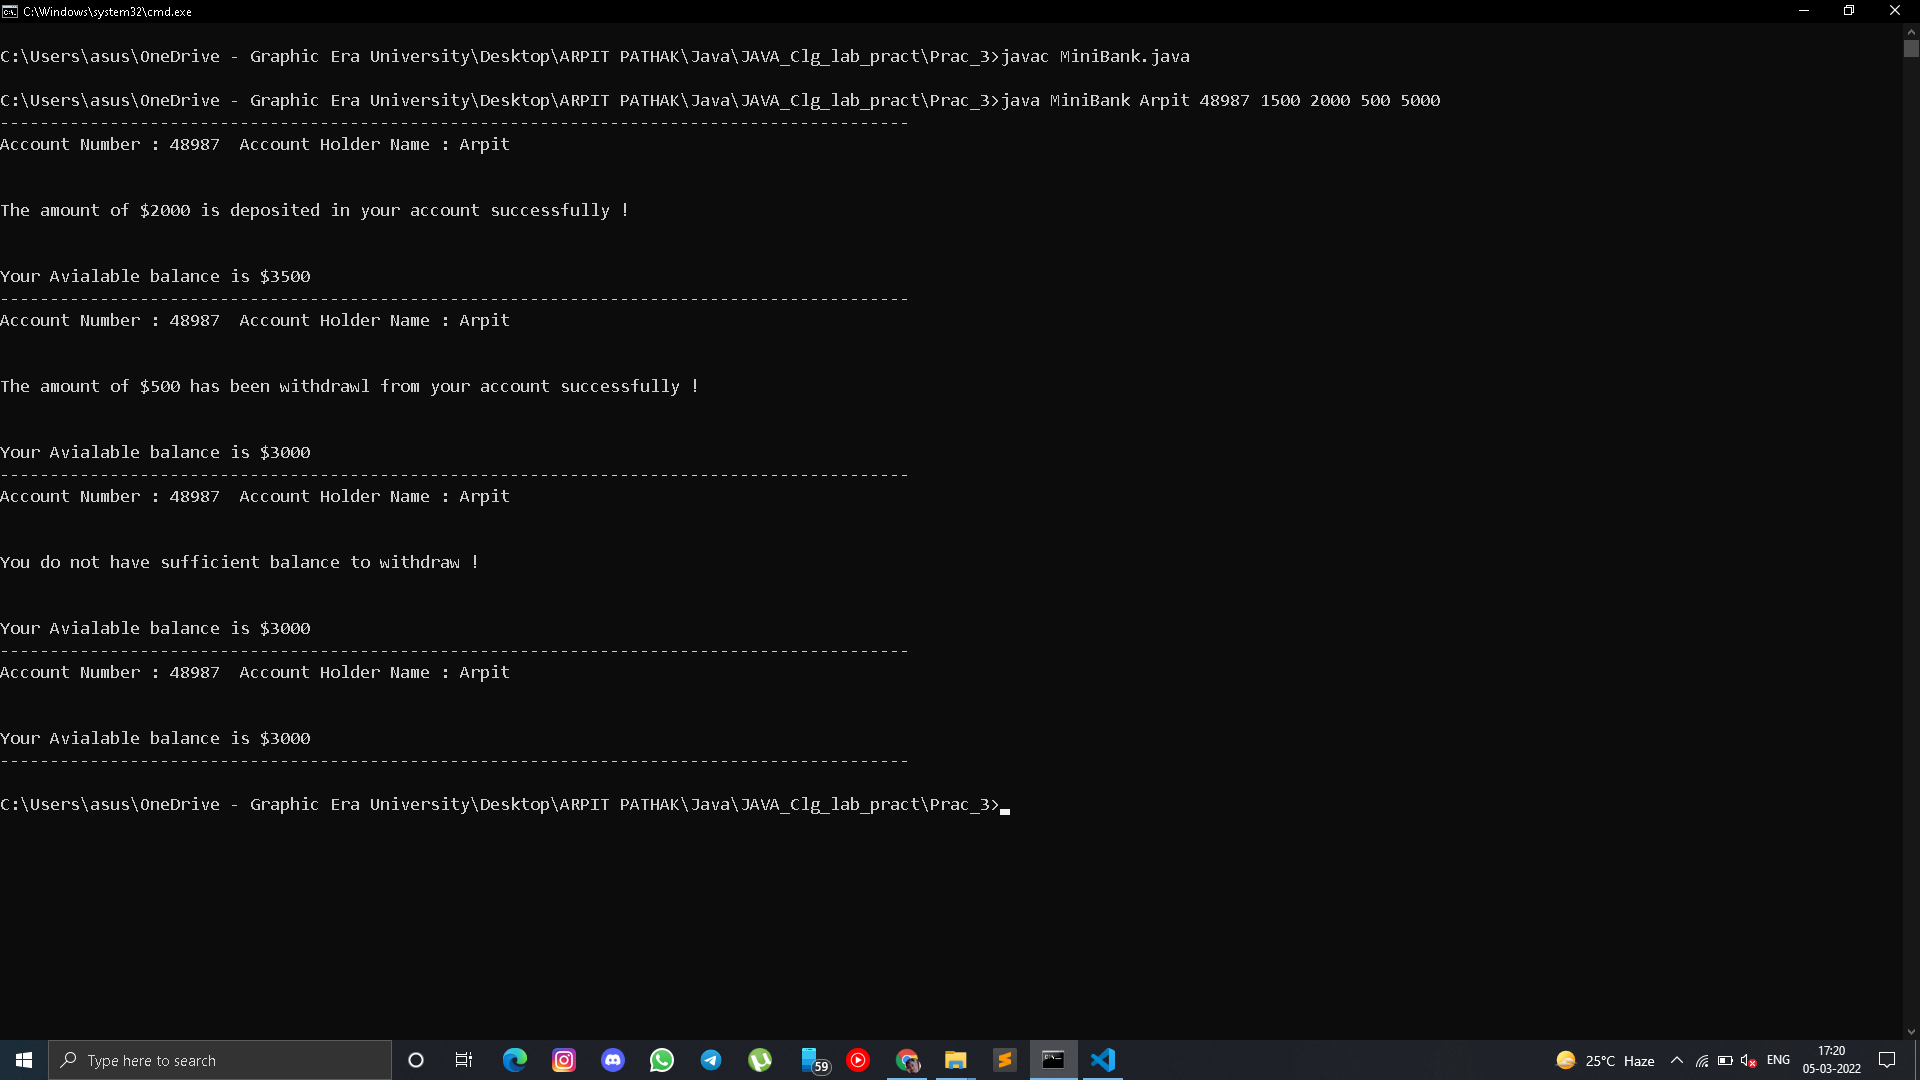 C:\Windows\system32\cmd.exe
C:\Users\asus\OneDrive - Graphic Era University\Desktop\ARPIT PATHAK\Java\JAVA_Clg_lab_pract\Prac_3>javac MiniBank.java
C:\Users\asus\OneDrive - Graphic Era University\Desktop\ARPIT PATHAK\Java\JAVA_Clg_lab_pract\Prac_3>java MiniBank Arpit 48987 1500 2000 500 5000
-------------------------------------------------------------------------------------------
Account Number : 48987  Account Holder Name : Arpit
The amount of $2000 is deposited in your account successfully !
Your Avialable balance is $3500
-------------------------------------------------------------------------------------------
Account Number : 48987  Account Holder Name : Arpit
The amount of $500 has been withdrawl from your account successfully !
Your Avialable balance is $3000
-------------------------------------------------------------------------------------------
Account Number : 48987  Account Holder Name : Arpit
You do not have sufficient balance to withdraw !
Your Avialable balance is $3000
-------------------------------------------------------------------------------------------
Account Number : 48987  Account Holder Name : Arpit
Your Avialable balance is $3000
-------------------------------------------------------------------------------------------
C:\Users\asus\OneDrive - Graphic Era University\Desktop\ARPIT PATHAK\Java\JAVA_Clg_lab_pract\Prac_3>
Type here to search
59
25°C Haze
ENG
17:20
05-03-2022